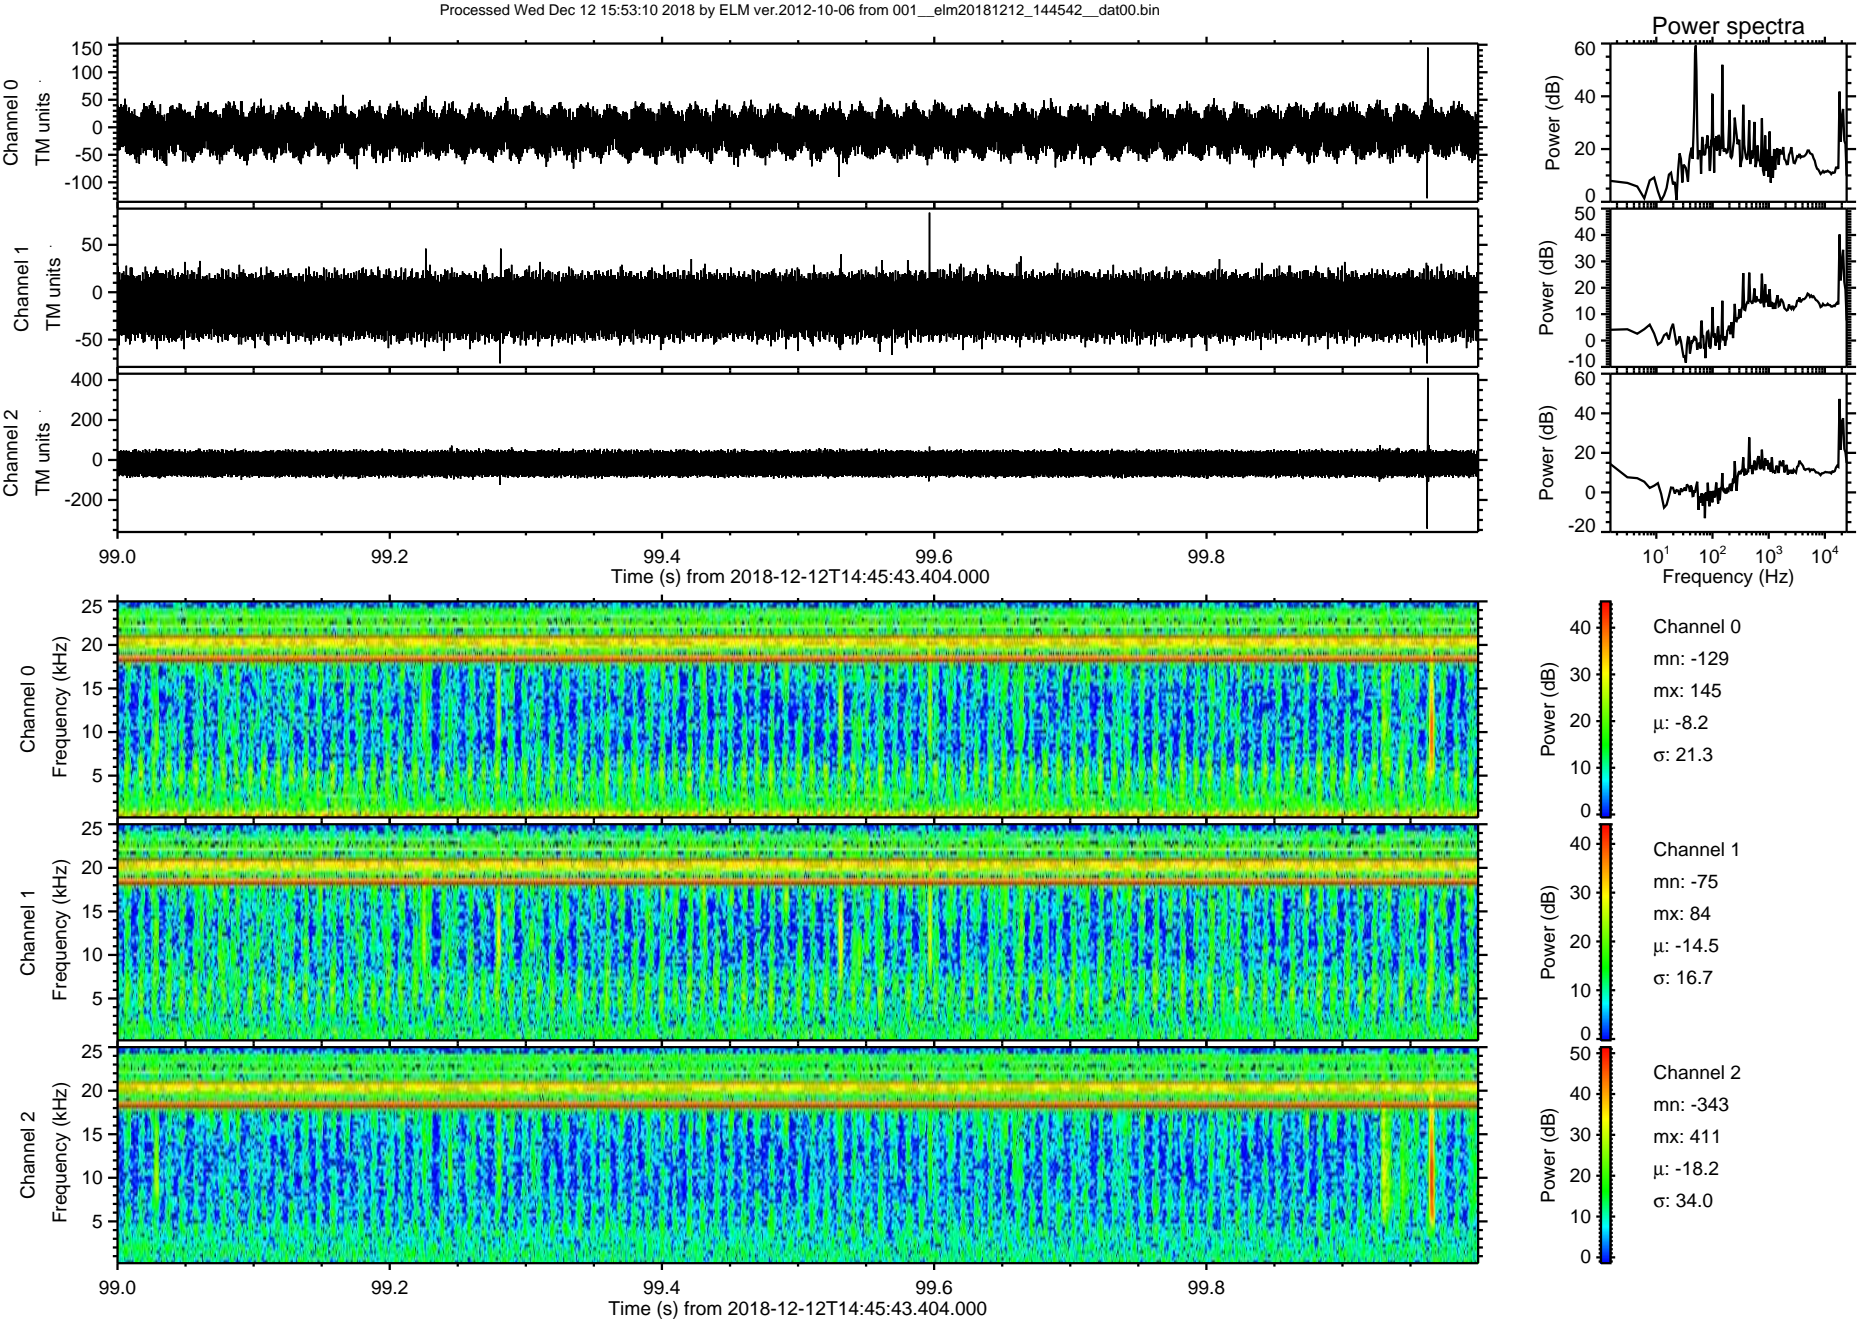 Processed Wed Dec 12 15:53:10 2018 by ELM ver.2012-10-06 from 001__elm20181212_144542__dat00.bin
Power spectra
Channel 0
TM units
150
100
50
0
-50
-100
Power (dB)
60
40
20
0
Channel 1
TM units
50
0
-50
Power (dB)
50
40
30
20
10
0
-10
Channel 2
TM units
400
200
0
-200
Power (dB)
60
40
20
0
-20
99.0 99.2 99.4 99.6 99.8
Time (s) from 2018-12-12T14:45:43.404.000
10¹ 10² 10³ 10⁴
Frequency (Hz)
Channel 0
Frequency (kHz)
25
20
15
10
5
Power (dB)
40
30
20
10
0
Channel 0
mn: -129
mx: 145
μ: -8.2
σ: 21.3
Channel 1
Frequency (kHz)
25
20
15
10
5
Power (dB)
40
30
20
10
0
Channel 1
mn: -75
mx: 84
μ: -14.5
σ: 16.7
Channel 2
Frequency (kHz)
25
20
15
10
5
Power (dB)
50
40
30
20
10
0
Channel 2
mn: -343
mx: 411
μ: -18.2
σ: 34.0
99.0 99.2 99.4 99.6 99.8
Time (s) from 2018-12-12T14:45:43.404.000